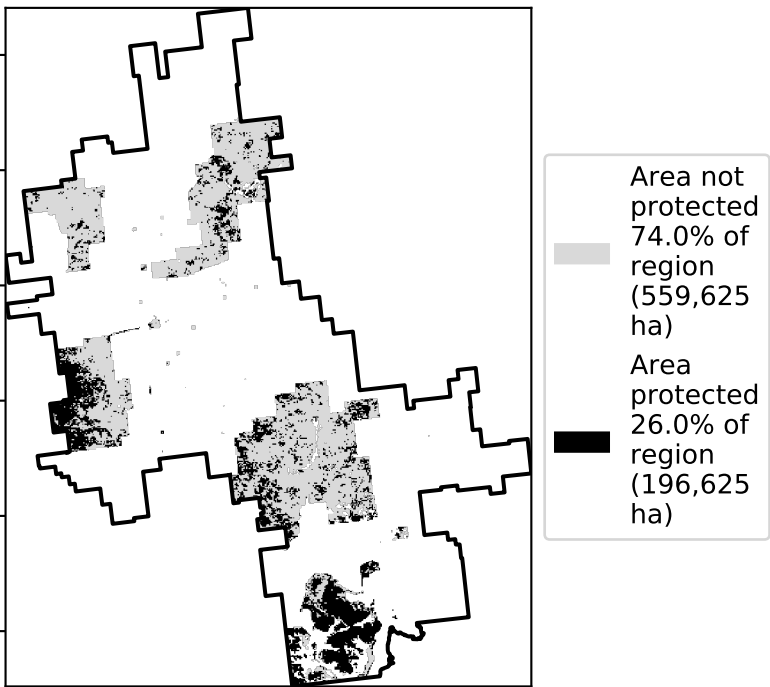 Area not
protected
74.0% of
region
(559,625
ha)
Area
protected
26.0% of
region
(196,625
ha)